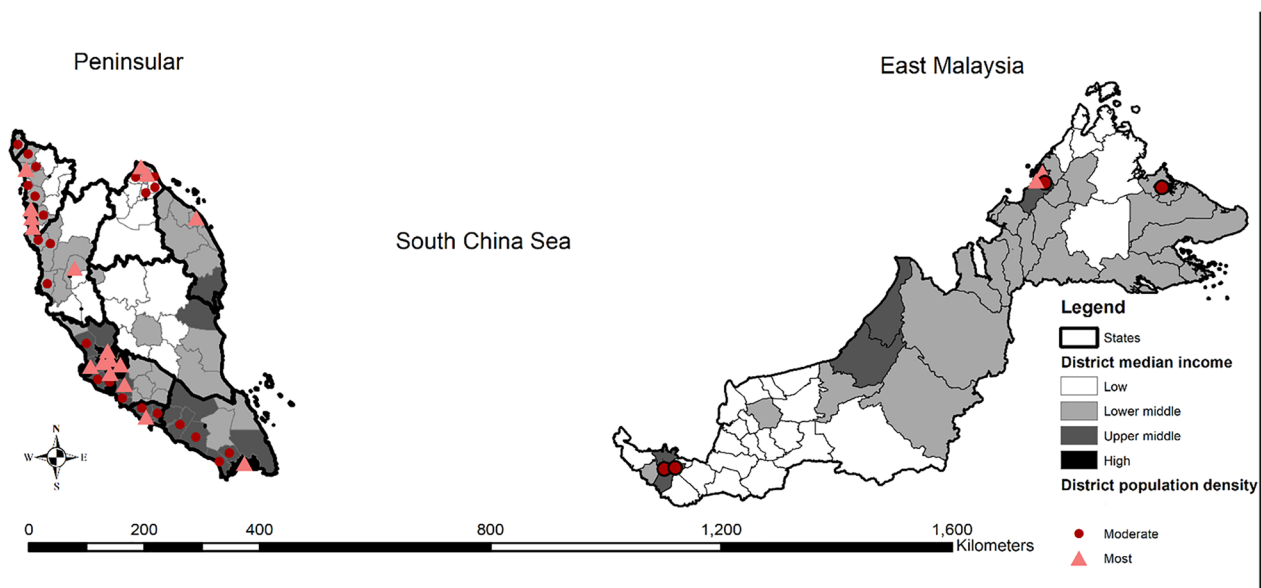 Peninsular
East Malaysia
South China Sea
Legend
States
District median income
Low
Lower middle
Upper middle
High
District population density
Moderate
Most
N
W E
S
0 200 400 800 1,200 1,600
Kilometers